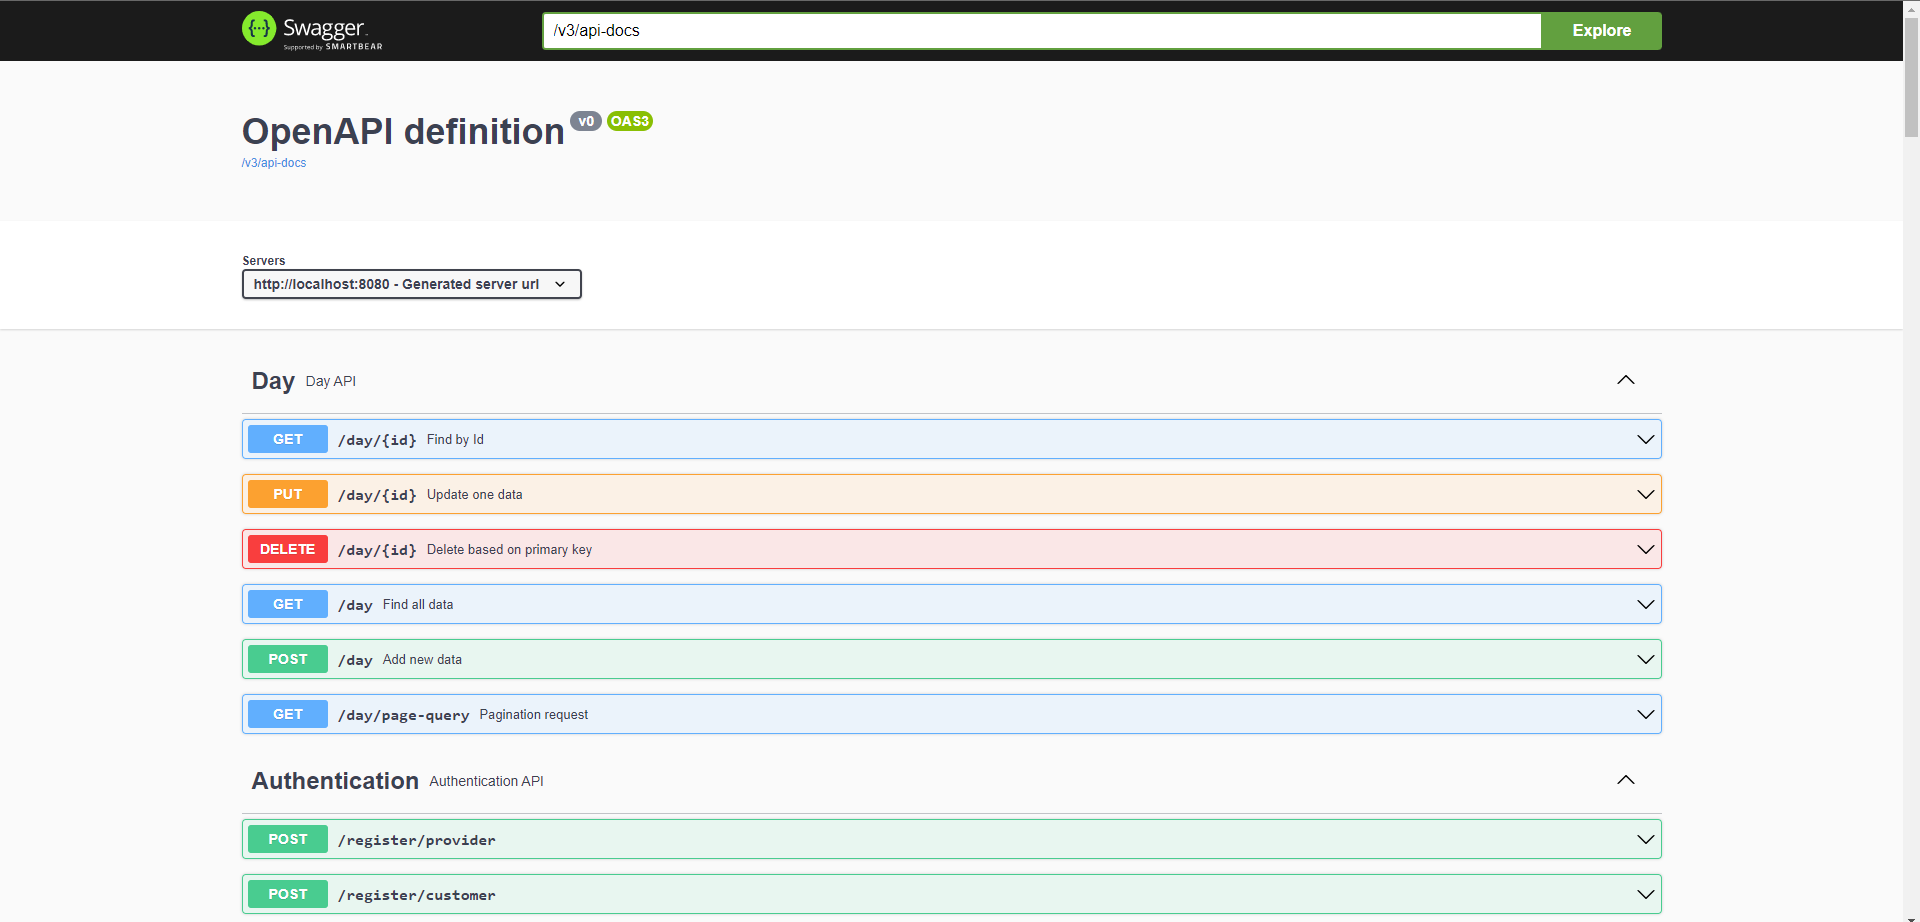 Swagger
Supported by SMARTBEAR
/v3/api-docs
Explore
OpenAPI definition v0 OAS3
/v3/api-docs
Servers
http://localhost:8080 - Generated server url
Day Day API
GET /day/{id} Find by Id
PUT /day/{id} Update one data
DELETE /day/{id} Delete based on primary key
GET /day Find all data
POST /day Add new data
GET /day/page-query Pagination request
Authentication Authentication API
POST /register/provider
POST /register/customer